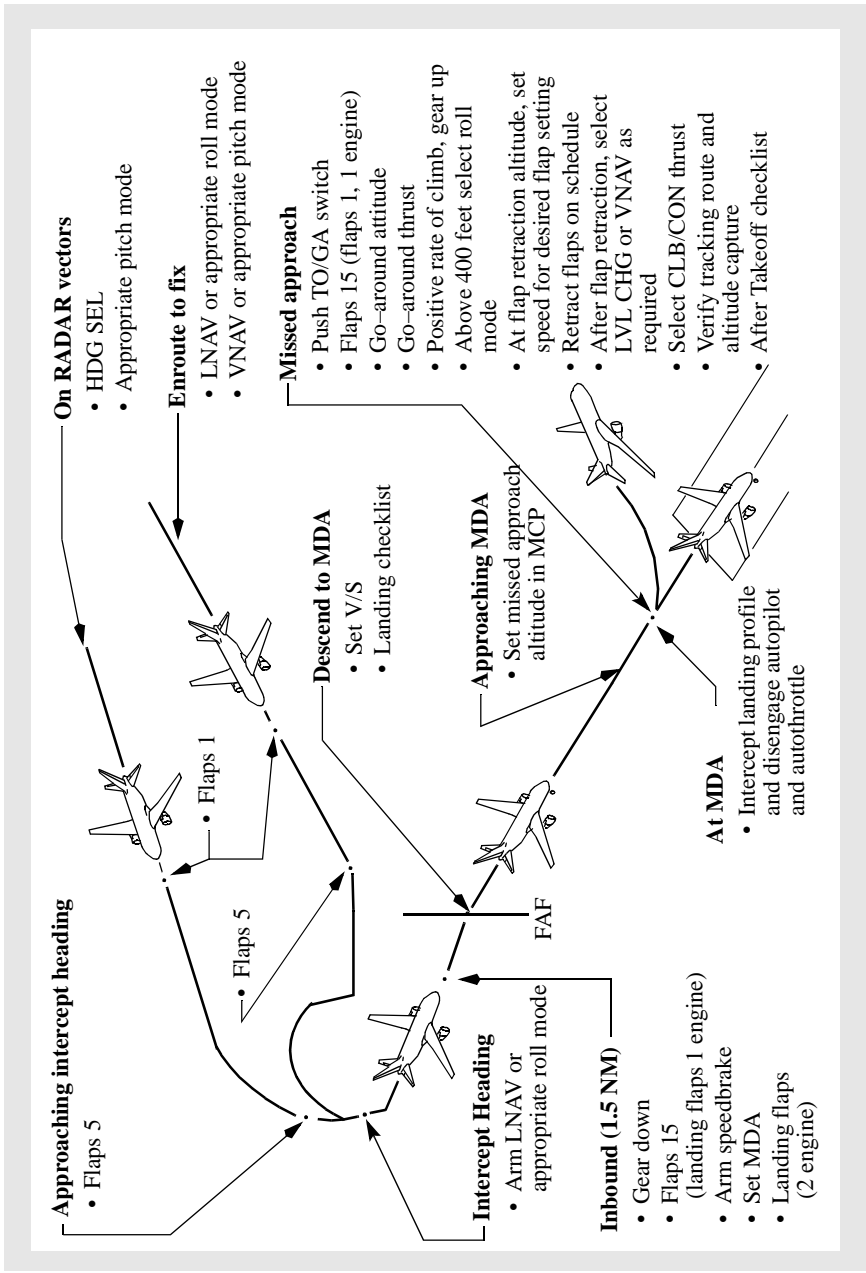 On RADAR vectors
• HDG SEL
• Appropriate pitch mode
Enroute to fix
• LNAV or appropriate roll mode
• VNAV or appropriate pitch mode
• Flaps 1
Approaching intercept heading
• Flaps 5
• Flaps 5
Intercept Heading
• Arm LNAV or
appropriate roll mode
Inbound (1.5 NM)
• Gear down
• Flaps 15
(landing flaps 1 engine)
• Arm speedbrake
• Set MDA
• Landing flaps
(2 engine)
FAF
Descend to MDA
• Set V/S
• Landing checklist
Approaching MDA
• Set missed approach
altitude in MCP
At MDA
• Intercept landing profile
and disengage autopilot
and autothrottle
Missed approach
• Push TO/GA switch
• Flaps 15 (flaps 1, 1 engine)
• Go–around attitude
• Go–around thrust
• Positive rate of climb, gear up
• Above 400 feet select roll
mode
• At flap retraction altitude, set
speed for desired flap setting
• Retract flaps on schedule
• After flap retraction, select
LVL CHG or VNAV as
required
• Select CLB/CON thrust
• Verify tracking route and
altitude capture
• After Takeoff checklist